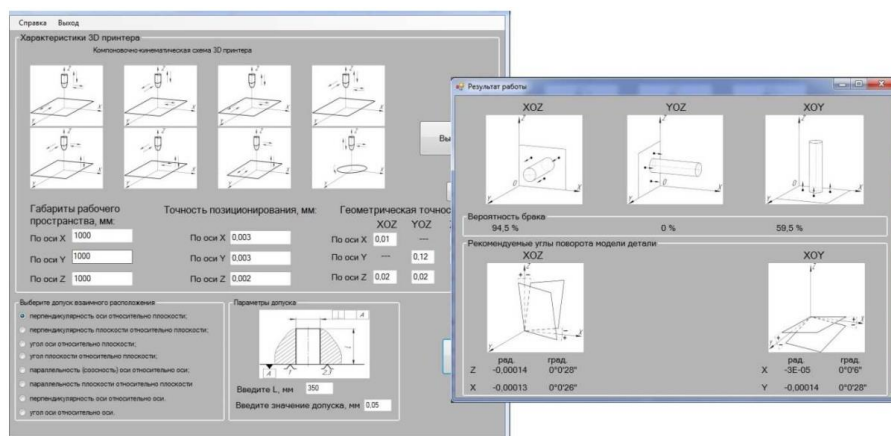 Справка Выход
Характеристики 3D принтера
Компоновочно-кинематическая схема 3D принтера
Вы
Габариты рабочего пространства, мм:
По оси X 1000
По оси Y 1000
По оси Z 1000
Точность позиционирования, мм:
По оси X 0,003
По оси Y 0,003
По оси Z 0,002
Геометрическая точнос
XOZ YOZ
По оси X 0,01 ---
По оси Y --- 0,12
По оси Z 0,02 0,02
Выберите допуск взаимного расположения
перпендикулярность оси относительно плоскости;
перпендикулярность плоскости относительно плоскости;
угол оси относительно плоскости;
угол плоскости относительно плоскости;
параллельность (соосность) оси относительно оси;
параллельность плоскости относительно плоскости
перпендикулярность оси относительно оси.
угол оси относительно оси.
Параметры допуска
A
A
Введите L, мм 350
Введите значение допуска, мм 0.05
Результат работы
XOZ YOZ XOY
Вероятность брака
94,5 % 0 % 59,5 %
Рекомендуемые углы поворота модели детали
XOZ XOY
рад. град. рад. град.
Z -0,00014 0°0'28" X -3E-05 0°0'6"
X -0,00013 0°0'26" Y -0,00014 0°0'28"